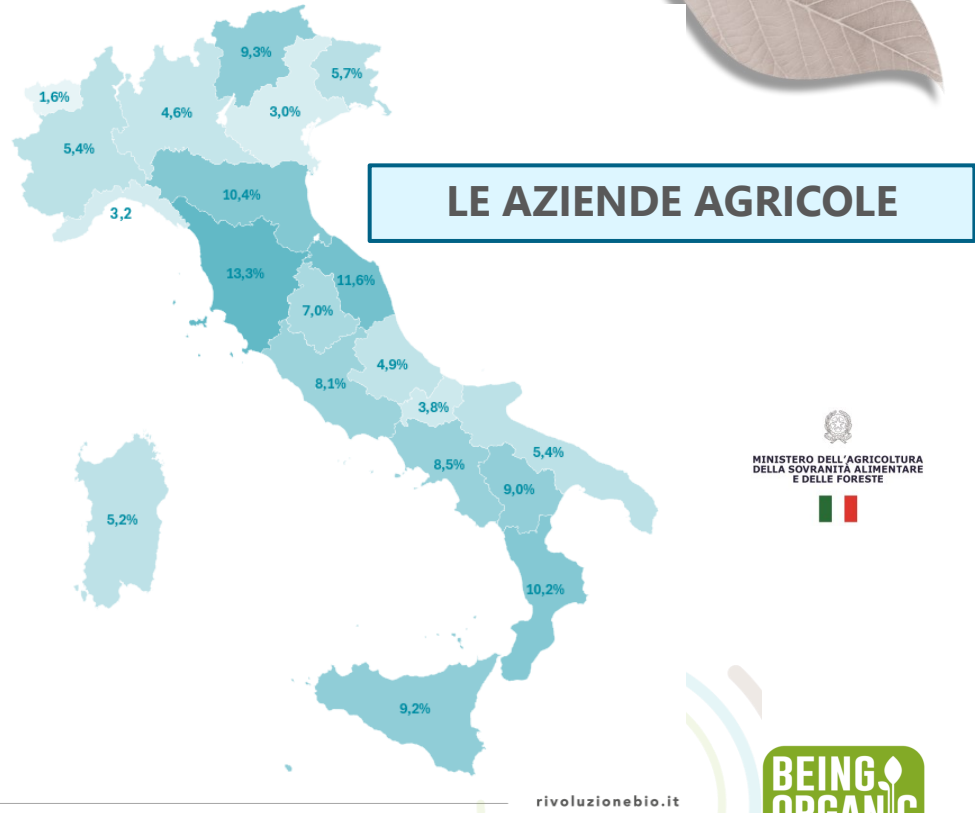 9,3%
5,7%
1,6%
4,6%
3,0%
5,4%
10,4%
LE AZIENDE AGRICOLE
3,2
13,3%
11,6%
7,0%
4,9%
8,1%
3,8%
5,4%
8,5%
9,0%
MINISTERO DELL'AGRICOLTURA
DELLA SOVRANITÀ ALIMENTARE
E DELLE FORESTE
5,2%
10,2%
9,2%
BEING
ORGANIC
rivoluzionebio.it